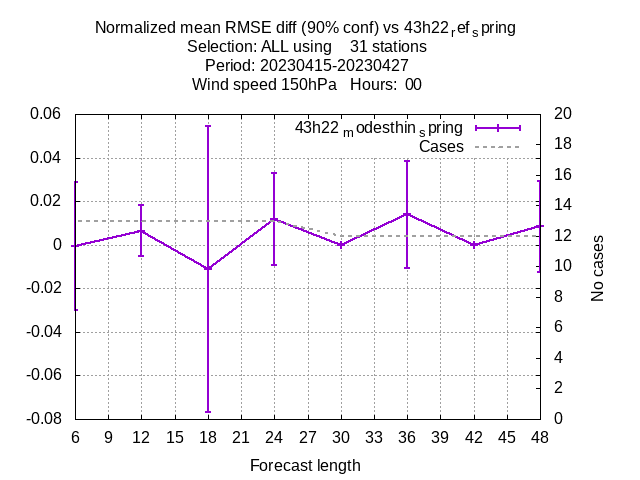 Normalized mean RMSE diff (90% conf) vs 43h22refspring
Selection: ALL using 31 stations
Period: 20230415-20230427
Wind speed 150hPa Hours: 00
43h22modesthinspring
Cases
0.06
0.04
0.02
0
-0.02
-0.04
-0.06
-0.08
20
18
16
14
12
10
8
6
4
2
0
No cases
6 9 12 15 18 21 24 27 30 33 36 39 42 45 48
Forecast length